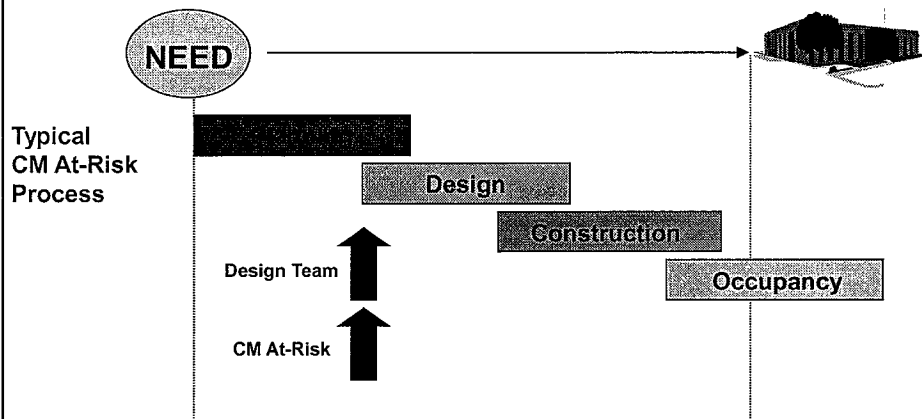 NEED
Typical
CM At-Risk
Process
Design
Construction
Design Team
Occupancy
CM At-Risk